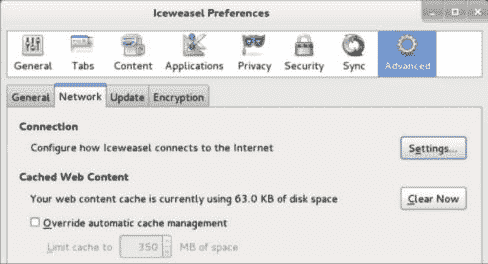 Iceweasel Preferences
General Tabs Content Applications Privacy Security Sync Advanced
General Network Update Encryption
Connection
Configure how Iceweasel connects to the Internet Settings...
Cached Web Content
Your web content cache is currently using 63.0 KB of disk space Clear Now
Override automatic cache management
Limit cache to 350 MB of space